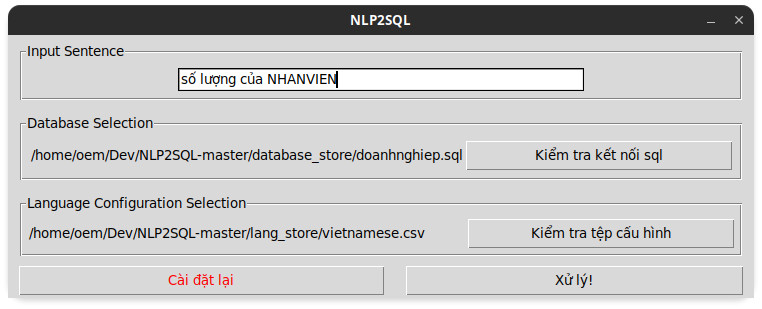 NLP2SQL
Input Sentence
số lượng của NHANVIEN
Database Selection
/home/oem/Dev/NLP2SQL-master/database_store/doanhnghiep.sql Kiểm tra kết nối sql
Language Configuration Selection
/home/oem/Dev/NLP2SQL-master/lang_store/vietnamese.csv Kiểm tra tệp cấu hình
Cài đặt lại Xử lý!